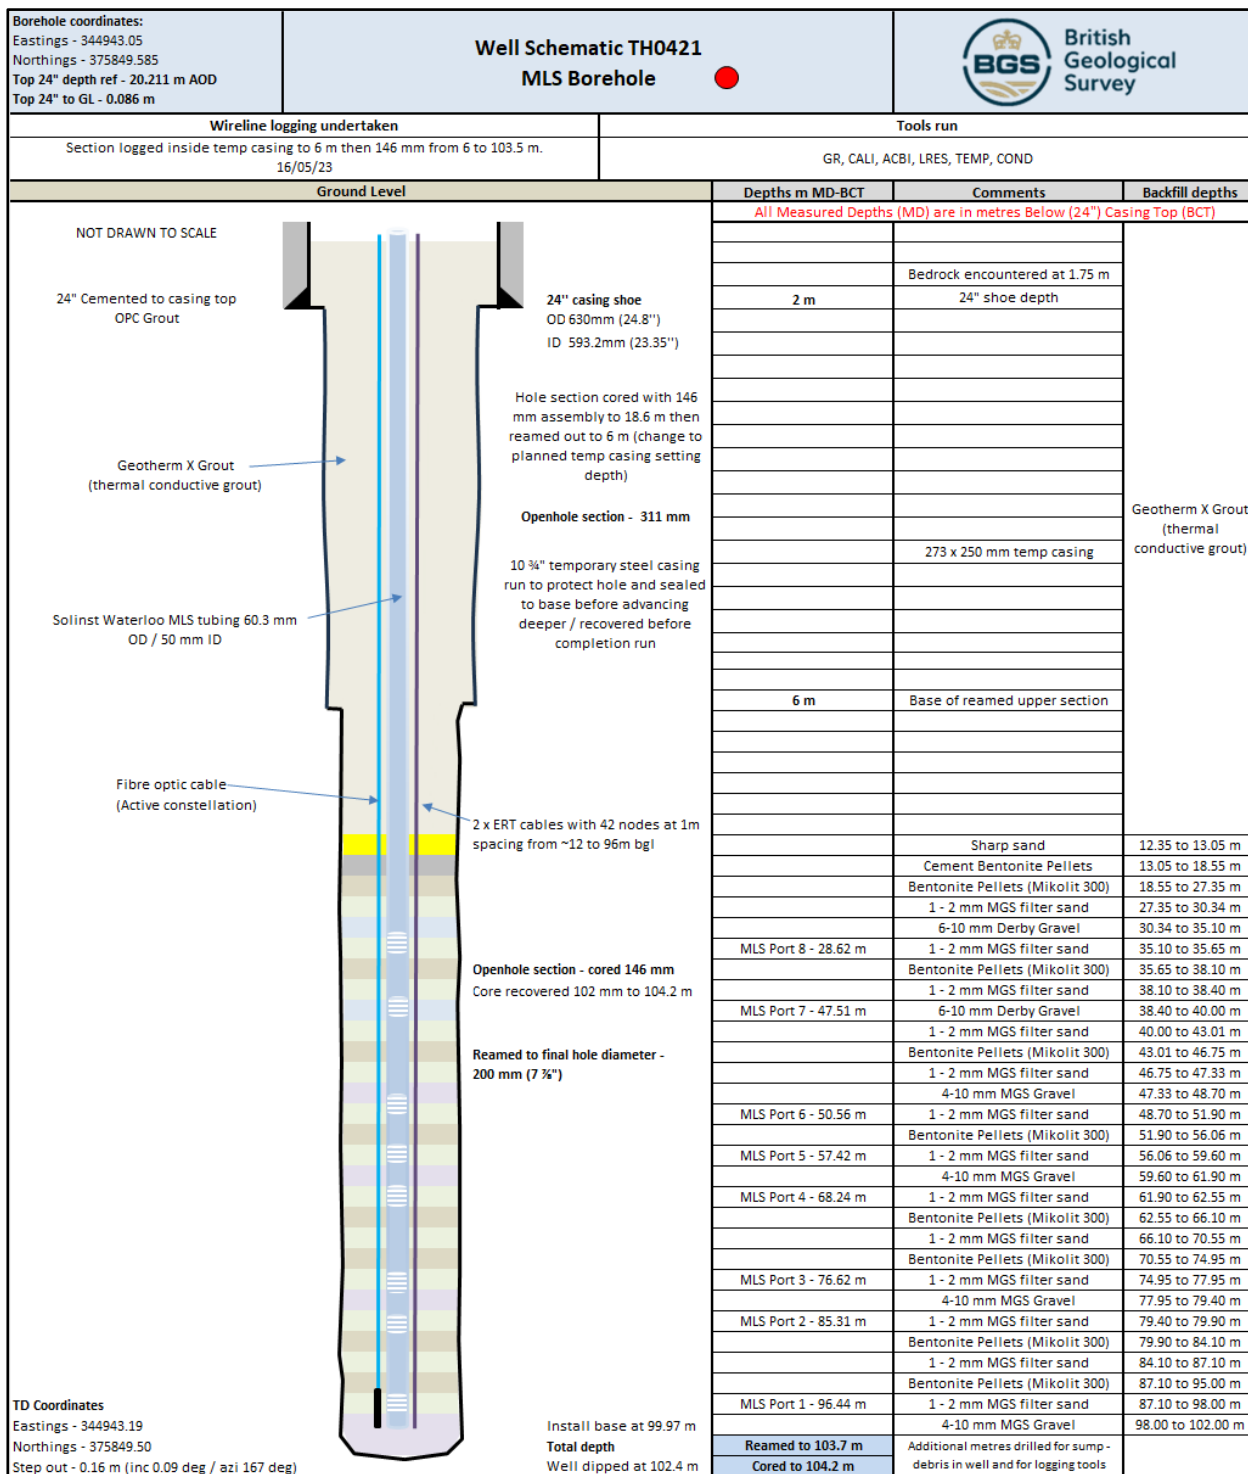 Borehole coordinates:
Eastings - 344943.05
Northings - 375849.585
Top 24" depth ref - 20.211 m AOD
Top 24" to GL - 0.086 m
Well Schematic TH0421
MLS Borehole
BGS
British
Geological
Survey
Wireline logging undertaken
Tools run
Section logged inside temp casing to 6 m then 146 mm from 6 to 103.5 m.
16/05/23
GR, CALI, ACBI, LRES, TEMP, COND
Ground Level
Depths m MD-BCT
Comments
Backfill depths
All Measured Depths (MD) are in metres Below (24") Casing Top (BCT)
NOT DRAWN TO SCALE
24" Cemented to casing top
OPC Grout
24'' casing shoe
OD 630mm (24.8'')
ID 593.2mm (23.35'')
Hole section cored with 146
mm assembly to 18.6 m then
reamed out to 6 m (change to
planned temp casing setting
depth)
Geotherm X Grout
(thermal conductive grout)
Openhole section - 311 mm
10 ¾" temporary steel casing
run to protect hole and sealed
to base before advancing
deeper / recovered before
completion run
Solinst Waterloo MLS tubing 60.3 mm
OD / 50 mm ID
Fibre optic cable
(Active constellation)
2 x ERT cables with 42 nodes at 1m
spacing from ~12 to 96m bgl
Openhole section - cored 146 mm
Core recovered 102 mm to 104.2 m
Reamed to final hole diameter -
200 mm (7 ⅞")
TD Coordinates
Eastings - 344943.19
Northings - 375849.50
Step out - 0.16 m (inc 0.09 deg / azi 167 deg)
Install base at 99.97 m
Total depth
Well dipped at 102.4 m
Bedrock encountered at 1.75 m
2 m 24" shoe depth
Geotherm X Grout
(thermal
conductive grout)
273 x 250 mm temp casing
6 m Base of reamed upper section
Sharp sand 12.35 to 13.05 m
Cement Bentonite Pellets 13.05 to 18.55 m
Bentonite Pellets (Mikolit 300) 18.55 to 27.35 m
1 - 2 mm MGS filter sand 27.35 to 30.34 m
6-10 mm Derby Gravel 30.34 to 35.10 m
MLS Port 8 - 28.62 m 1 - 2 mm MGS filter sand 35.10 to 35.65 m
Bentonite Pellets (Mikolit 300) 35.65 to 38.10 m
1 - 2 mm MGS filter sand 38.10 to 38.40 m
MLS Port 7 - 47.51 m 6-10 mm Derby Gravel 38.40 to 40.00 m
1 - 2 mm MGS filter sand 40.00 to 43.01 m
Bentonite Pellets (Mikolit 300) 43.01 to 46.75 m
1 - 2 mm MGS filter sand 46.75 to 47.33 m
4-10 mm MGS Gravel 47.33 to 48.70 m
MLS Port 6 - 50.56 m 1 - 2 mm MGS filter sand 48.70 to 51.90 m
Bentonite Pellets (Mikolit 300) 51.90 to 56.06 m
MLS Port 5 - 57.42 m 1 - 2 mm MGS filter sand 56.06 to 59.60 m
4-10 mm MGS Gravel 59.60 to 61.90 m
MLS Port 4 - 68.24 m 1 - 2 mm MGS filter sand 61.90 to 62.55 m
Bentonite Pellets (Mikolit 300) 62.55 to 66.10 m
1 - 2 mm MGS filter sand 66.10 to 70.55 m
Bentonite Pellets (Mikolit 300) 70.55 to 74.95 m
MLS Port 3 - 76.62 m 1 - 2 mm MGS filter sand 74.95 to 77.95 m
4-10 mm MGS Gravel 77.95 to 79.40 m
MLS Port 2 - 85.31 m 1 - 2 mm MGS filter sand 79.40 to 79.90 m
Bentonite Pellets (Mikolit 300) 79.90 to 84.10 m
1 - 2 mm MGS filter sand 84.10 to 87.10 m
Bentonite Pellets (Mikolit 300) 87.10 to 95.00 m
MLS Port 1 - 96.44 m 1 - 2 mm MGS filter sand 87.10 to 98.00 m
4-10 mm MGS Gravel 98.00 to 102.00 m
Reamed to 103.7 m
Cored to 104.2 m
Additional metres drilled for sump -
debris in well and for logging tools